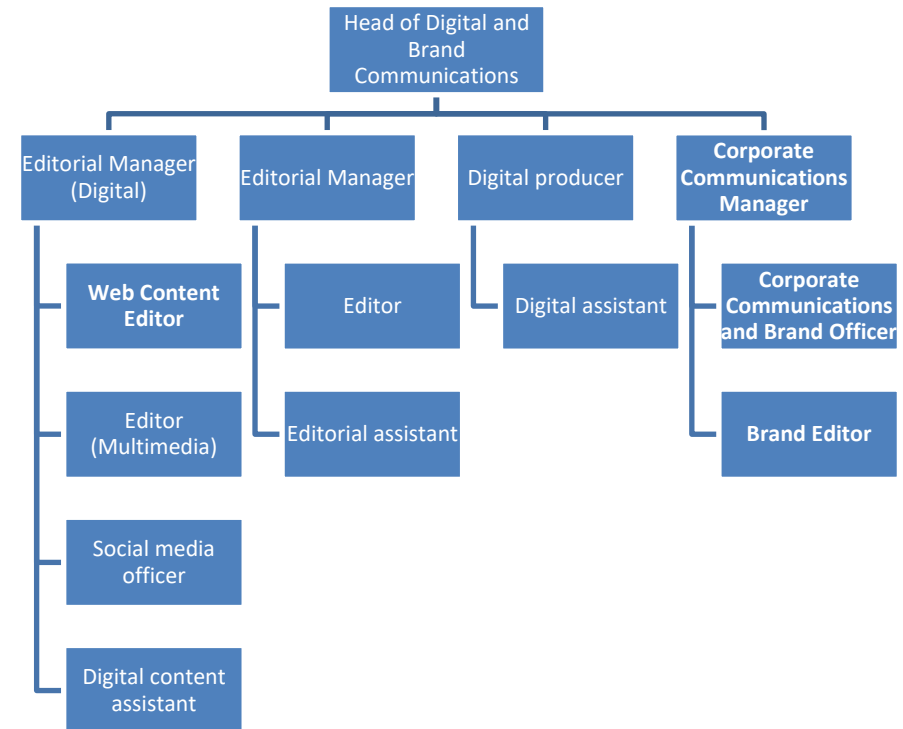 Head of Digital and
Brand
Communications
Editorial Manager
(Digital)
Editorial Manager
Digital producer
Corporate
Communications
Manager
Web Content
Editor
Editor
Digital assistant
Corporate
Communications
and Brand Officer
Editor
(Multimedia)
Editorial assistant
Brand Editor
Social media
officer
Digital content
assistant